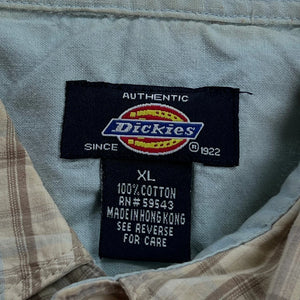 AUTHENTIC
Dickies
SINCE ® 1922
XL
100% COTTON
RN# 59543
MADE IN HONG KONG
SEE REVERSE
FOR CARE